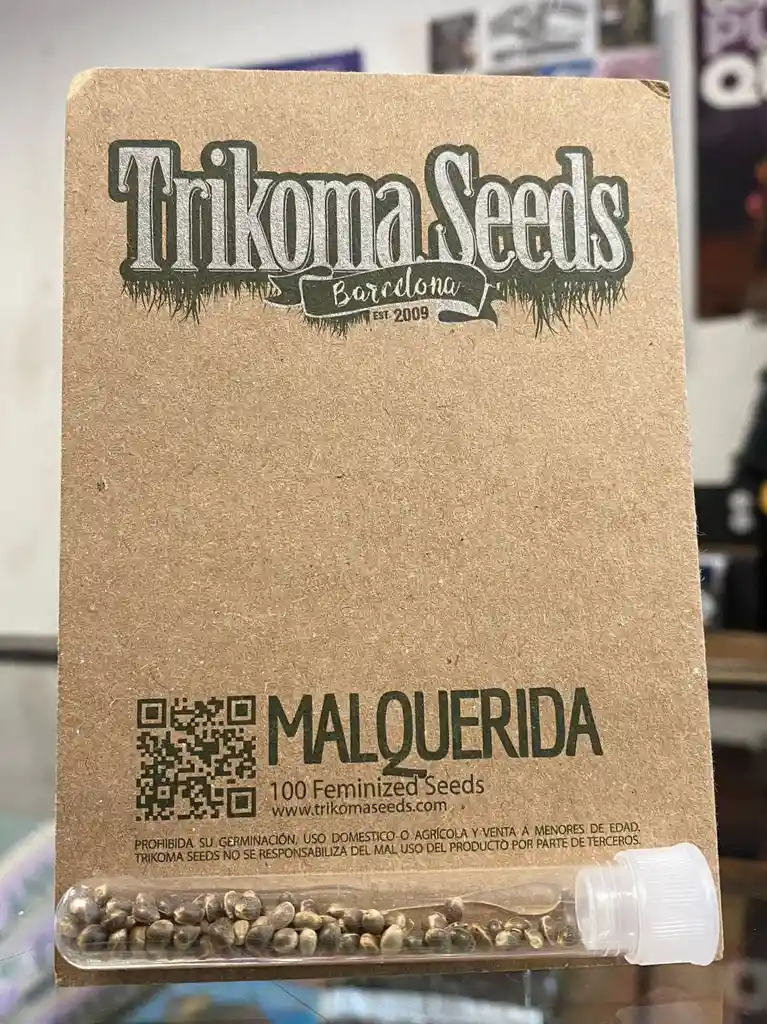 Trikoma Seeds
Barcelona
EST. 2009
MALQUERIDA
100 Feminized Seeds
www.trikomaseeds.com
PROHIBIDA SU GERMINACIÓN, USO DOMESTICO O AGRÍCOLA Y VENTA A MENORES DE EDAD.
TRIKOMA SEEDS NO SE RESPONSABILIZA DEL MAL USO DEL PRODUCTO POR PARTE DE TERCEROS.